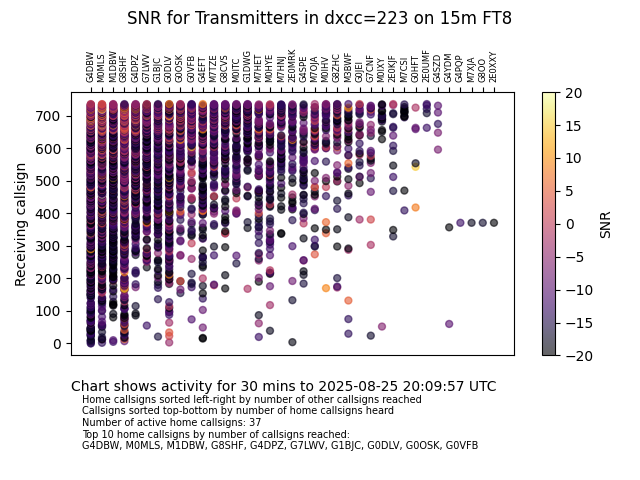 SNR for Transmitters in dxcc=223 on 15m FT8
G4DBW M0MLS M1DBW G8SHF G4DPZ G7LWV G1BJC G0DLV G0OSK G0VFB G4EFT M7TZE G8CVS M0ITC G1DWG M7HET M0HYE M7HNJ 2E0MRK G4SPE M7OJA M0IHV G8ZHC M3BWF G0JEI G7CNF M0IXY 2E0KJF M7CSI G0HFT 2E0UMF G4SZD G4YDM G4PQP M7XJA G8OO 2E0XXY
700
600
500
400
300
200
100
0
Receiving callsign
20
15
10
5
0
−5
−10
−15
−20
SNR
Chart shows activity for 30 mins to 2025-08-25 20:09:57 UTC
Home callsigns sorted left-right by number of other callsigns reached
Callsigns sorted top-bottom by number of home callsigns heard
Number of active home callsigns: 37
Top 10 home callsigns by number of callsigns reached:
G4DBW, M0MLS, M1DBW, G8SHF, G4DPZ, G7LWV, G1BJC, G0DLV, G0OSK, G0VFB